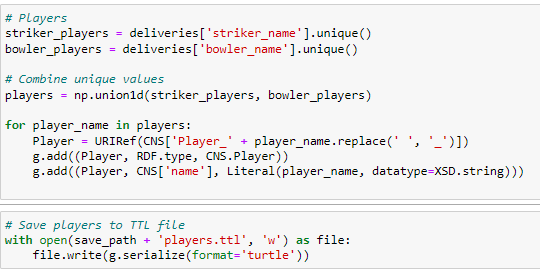 # Players
striker_players = deliveries['striker_name'].unique()
bowler_players = deliveries['bowler_name'].unique()
# Combine unique values
players = np.union1d(striker_players, bowler_players)
for player_name in players:
    Player = URIRef(CNS['Player_' + player_name.replace(' ', '_')])
    g.add((Player, RDF.type, CNS.Player))
    g.add((Player, CNS['name'], Literal(player_name, datatype=XSD.string)))
# Save players to TTL file
with open(save_path + 'players.ttl', 'w') as file:
    file.write(g.serialize(format='turtle'))